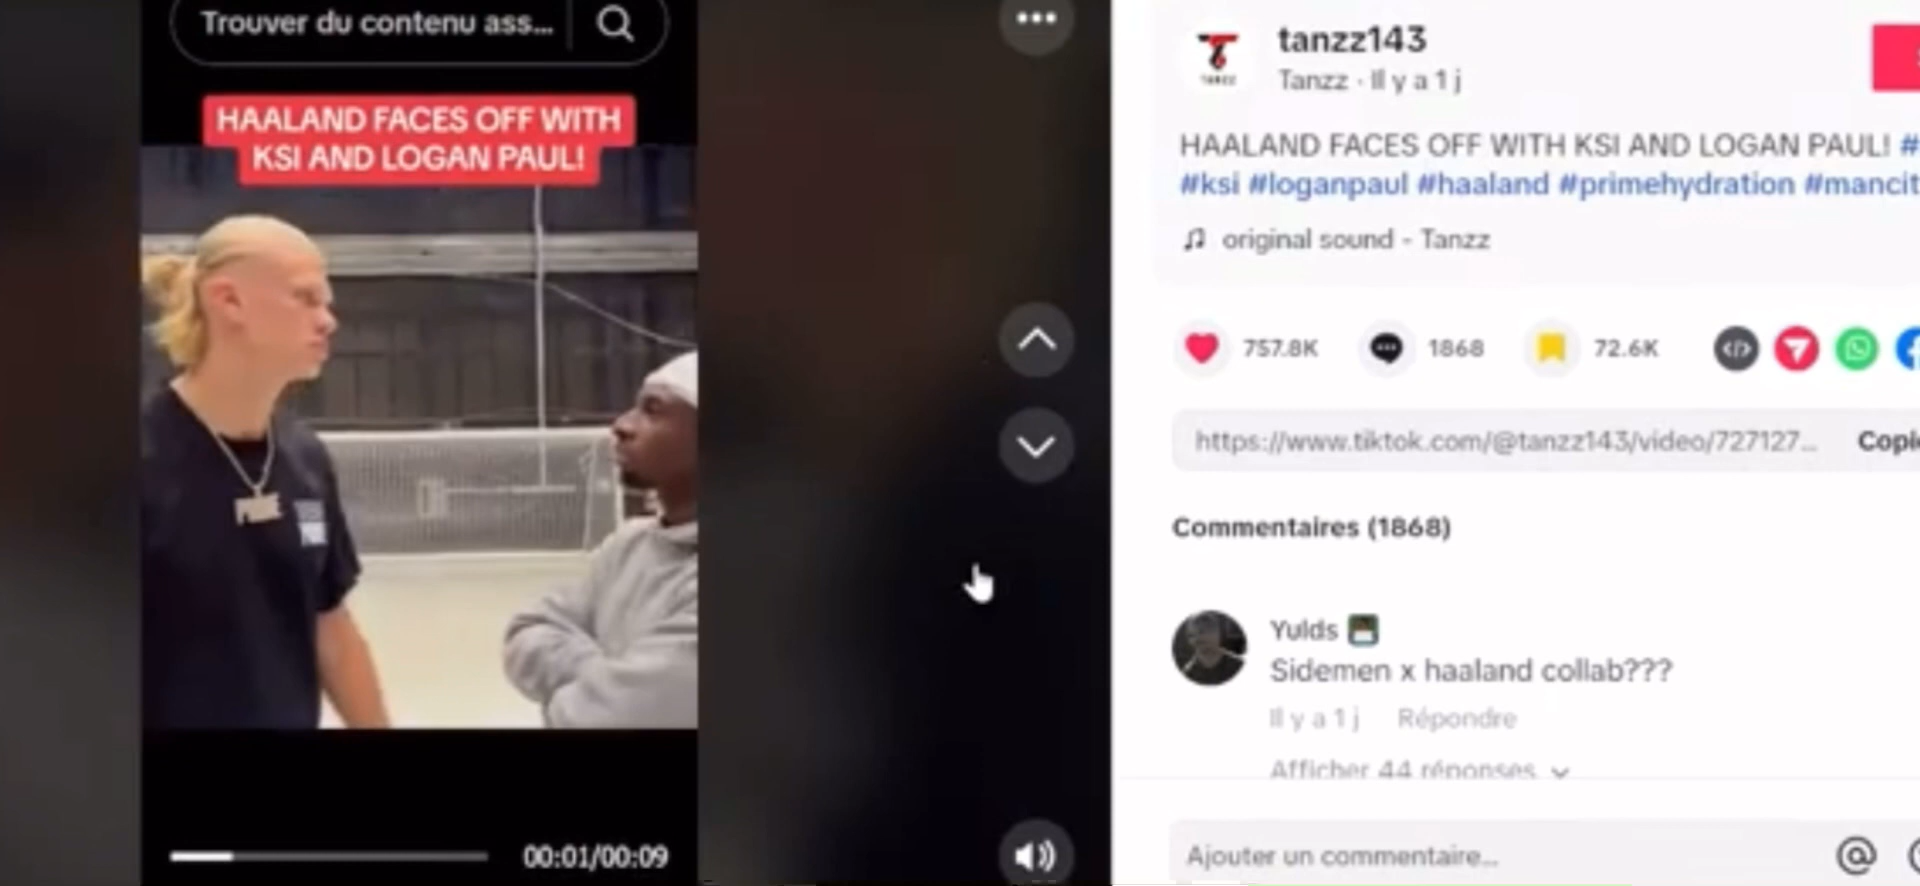 Trouver du contenu ass...
HAALAND FACES OFF WITH
KSI AND LOGAN PAUL!
00:01/00:09
tanzz143
Tanzz · Il y a 1 j
HAALAND FACES OFF WITH KSI AND LOGAN PAUL! #
#ksi #loganpaul #haaland #primehydration #mancit
original sound - Tanzz
757.8K 1868 72.6K
https://www.tiktok.com/@tanzz143/video/727127... Copie
Commentaires (1868)
Yulds
Sidemen x haaland collab???
Il y a 1 j Répondre
Afficher 44 réponses
Ajouter un commentaire...
@